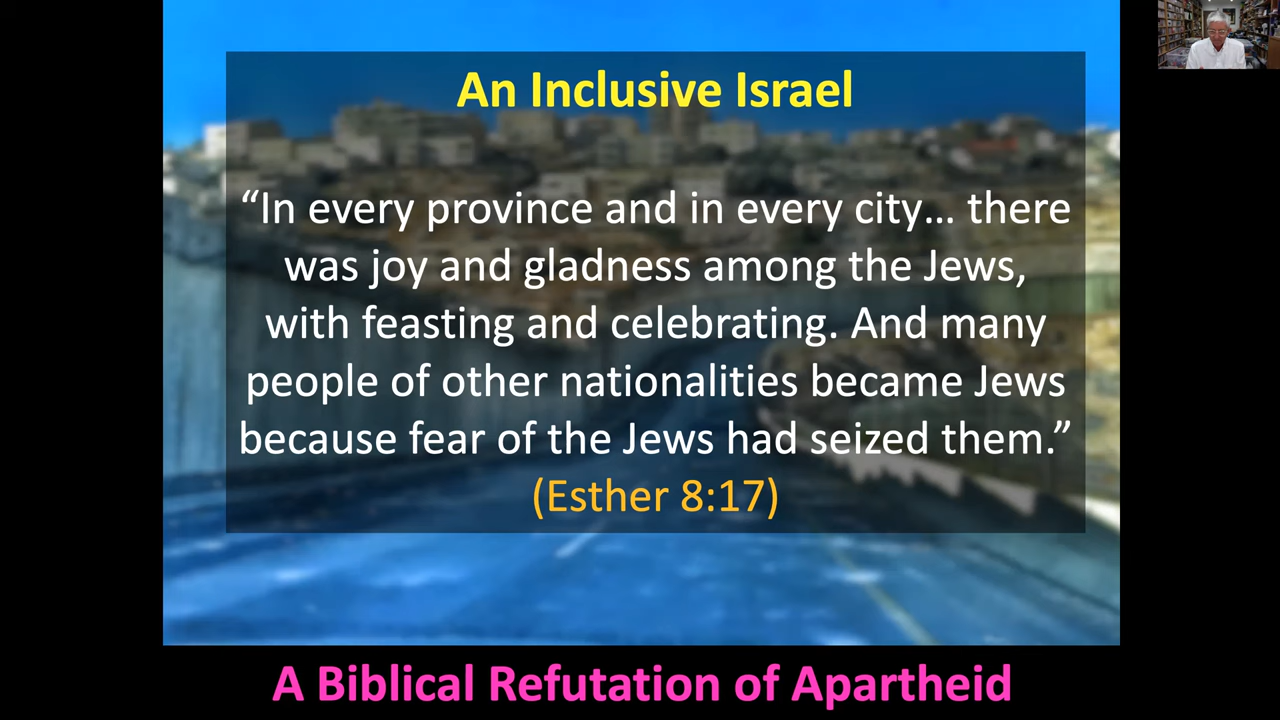 An Inclusive Israel
“In every province and in every city… there
was joy and gladness among the Jews,
with feasting and celebrating. And many
people of other nationalities became Jews
because fear of the Jews had seized them.”
(Esther 8:17)
A Biblical Refutation of Apartheid